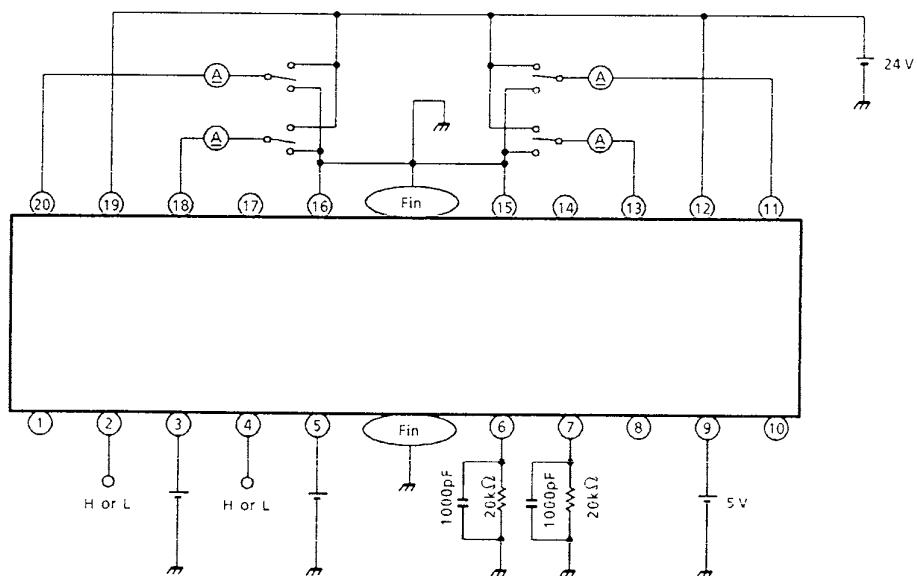 24 V
A A
A A
20 19 18 17 16 Fin 15 14 13 12 11
1 2 3 4 5 Fin 6 7 8 9 10
H or L H or L 1000pF 20kΩ 1000pF 20kΩ 5 V